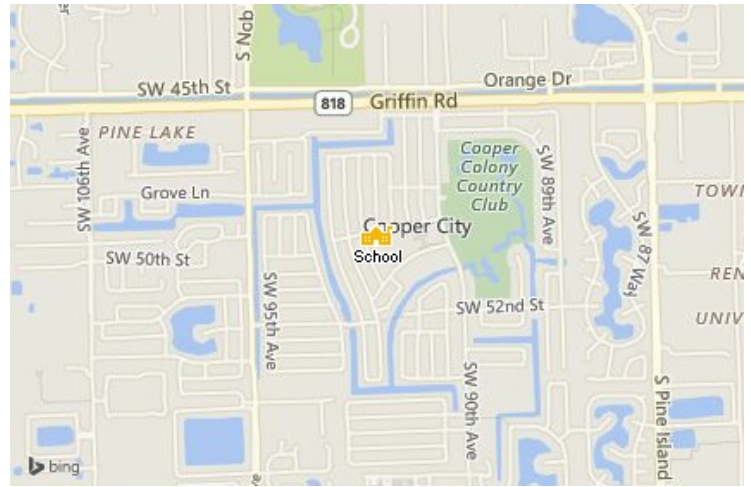 S Nob
SW 45th St
Orange Dr
818
Griffin Rd
PINE LAKE
SW 106th Ave
Grove Ln
Cooper
Colony
Country
Club
SW 89th Ave
TOWI
Cooper City
School
SW 87 Way
SW 50th St
REN
SW 95th Ave
SW 52nd St
UNIV
SW 90th Ave
S Pine Island
bing